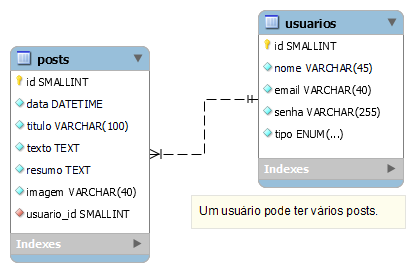 posts
id SMALLINT
data DATETIME
titulo VARCHAR(100)
texto TEXT
resumo TEXT
imagem VARCHAR(40)
usuario_id SMALLINT
Indexes
usuarios
id SMALLINT
nome VARCHAR(45)
email VARCHAR(40)
senha VARCHAR(255)
tipo ENUM(...)
Indexes
Um usuário pode ter vários posts.